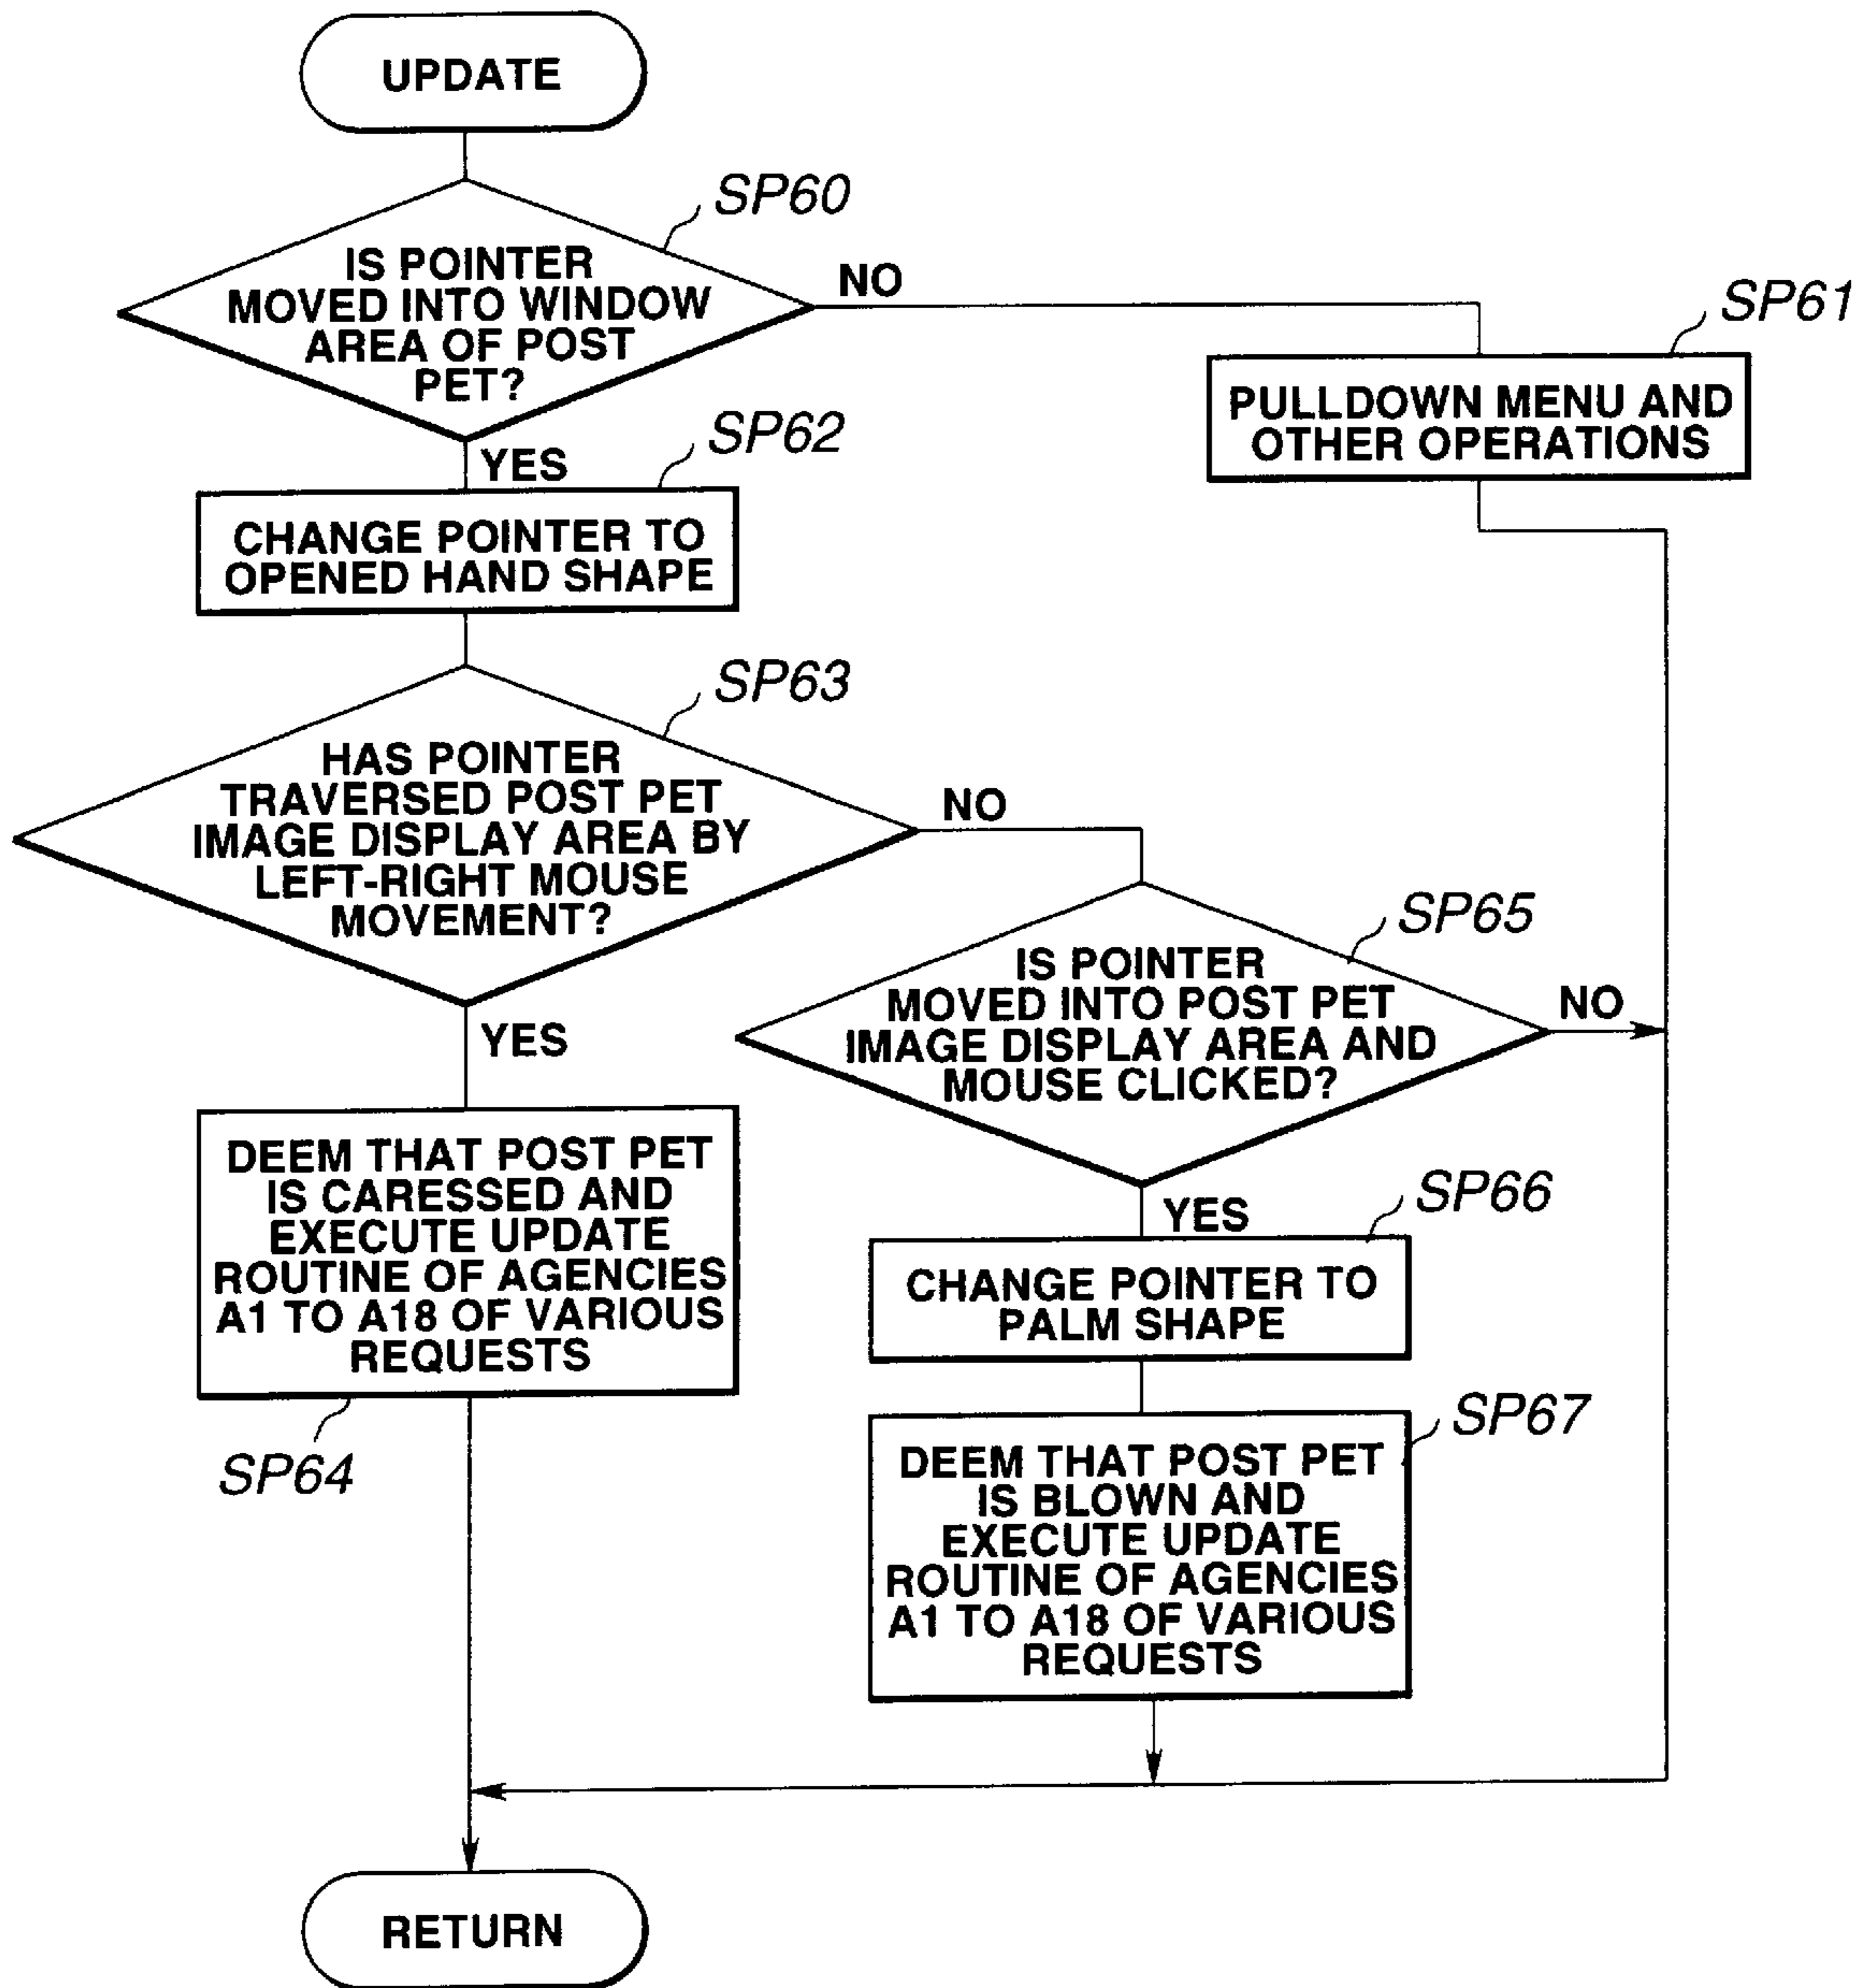 UPDATE
SP60
IS POINTER
MOVED INTO WINDOW
AREA OF POST
PET?
NO
SP61
PULLDOWN MENU AND
OTHER OPERATIONS
YES
SP62
CHANGE POINTER TO
OPENED HAND SHAPE
SP63
HAS POINTER
TRAVERSED POST PET
IMAGE DISPLAY AREA BY
LEFT-RIGHT MOUSE
MOVEMENT?
NO
SP65
IS POINTER
MOVED INTO POST PET
IMAGE DISPLAY AREA AND
MOUSE CLICKED?
NO
YES
DEEM THAT POST PET
IS CARESSED AND
EXECUTE UPDATE
ROUTINE OF AGENCIES
A1 TO A18 OF VARIOUS
REQUESTS
SP64
YES
SP66
CHANGE POINTER TO
PALM SHAPE
SP67
DEEM THAT POST PET
IS BLOWN AND
EXECUTE UPDATE
ROUTINE OF AGENCIES
A1 TO A18 OF VARIOUS
REQUESTS
RETURN